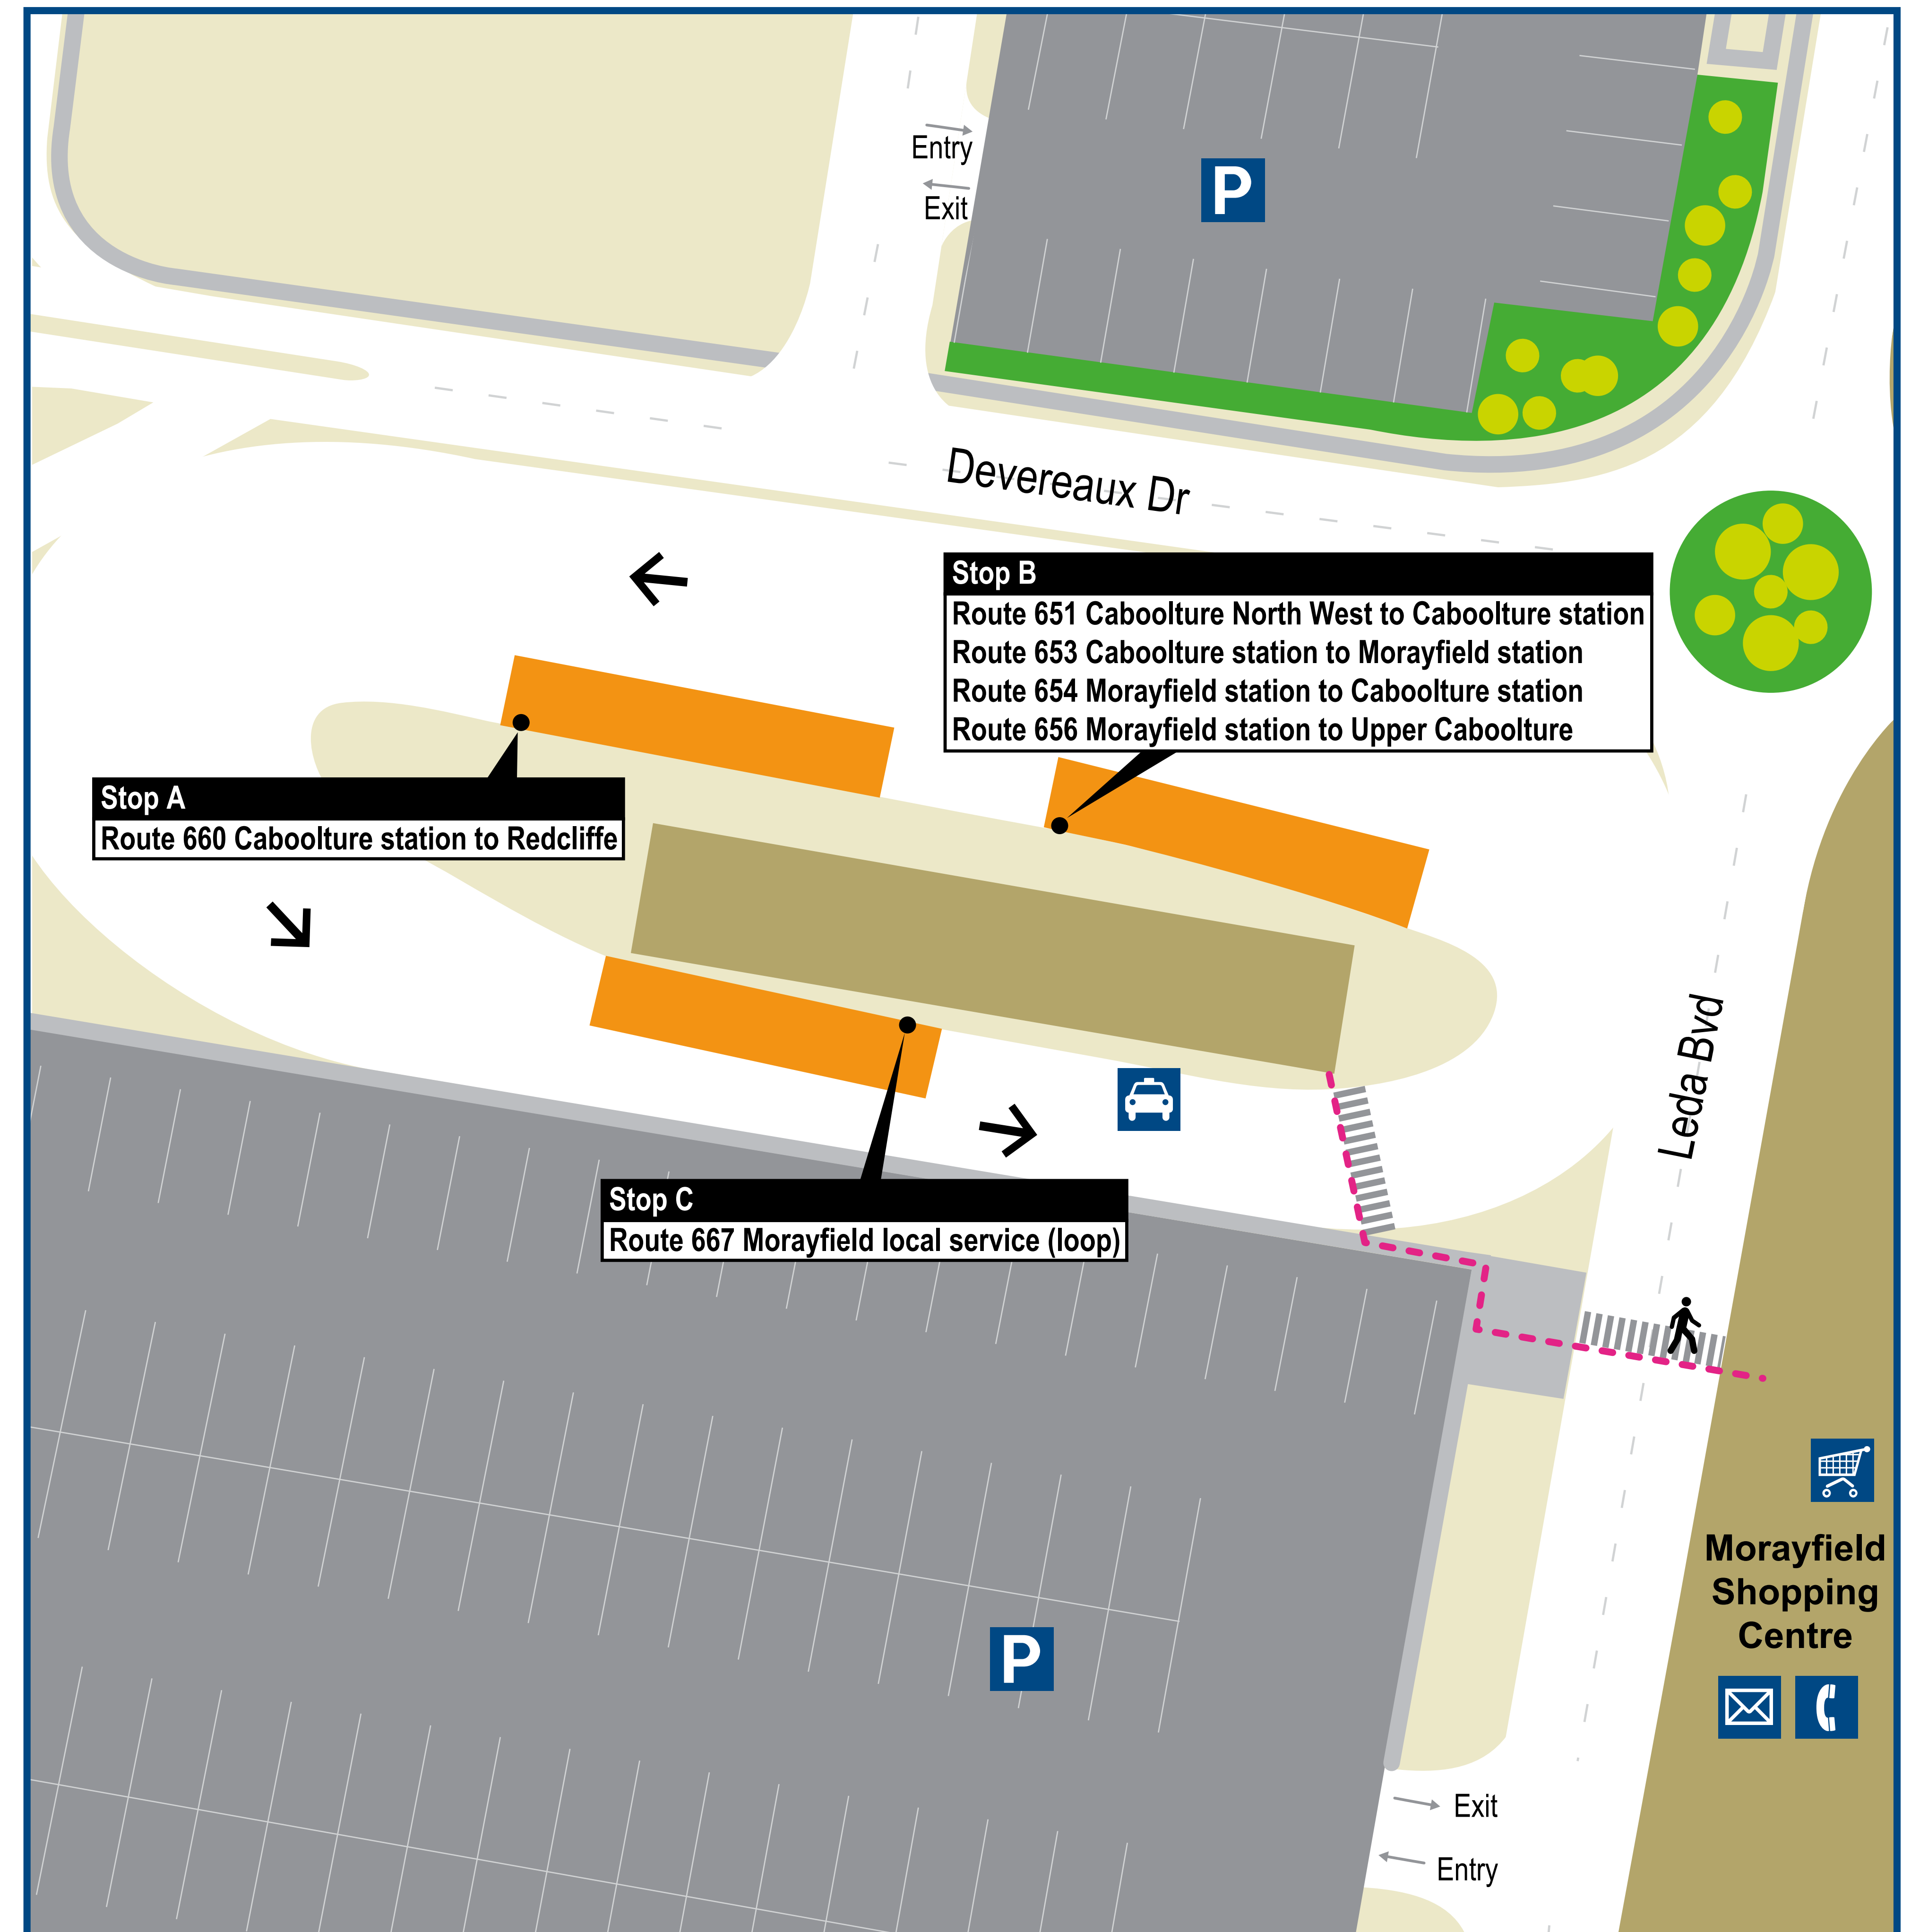 Entry
P
Exit
Devereaux Dr
Stop B
Route 651 Caboolture North West to Caboolture station
Route 653 Caboolture station to Morayfield station
Route 654 Morayfield station to Caboolture station
Route 656 Morayfield station to Upper Caboolture
Stop A
Route 660 Caboolture station to Redcliffe
Leda Bvd
Stop C
Route 667 Morayfield local service (loop)
Morayfield
Shopping
Centre
P
Exit
Entry